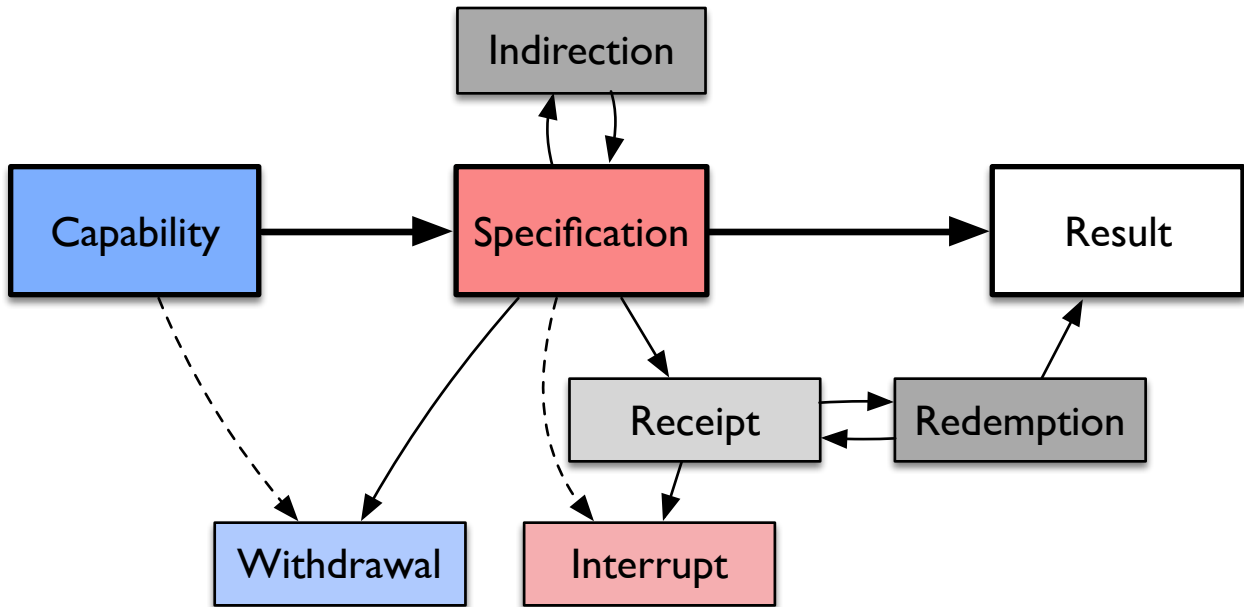 Indirection
Capability
Specification
Result
Receipt
Redemption
Withdrawal
Interrupt